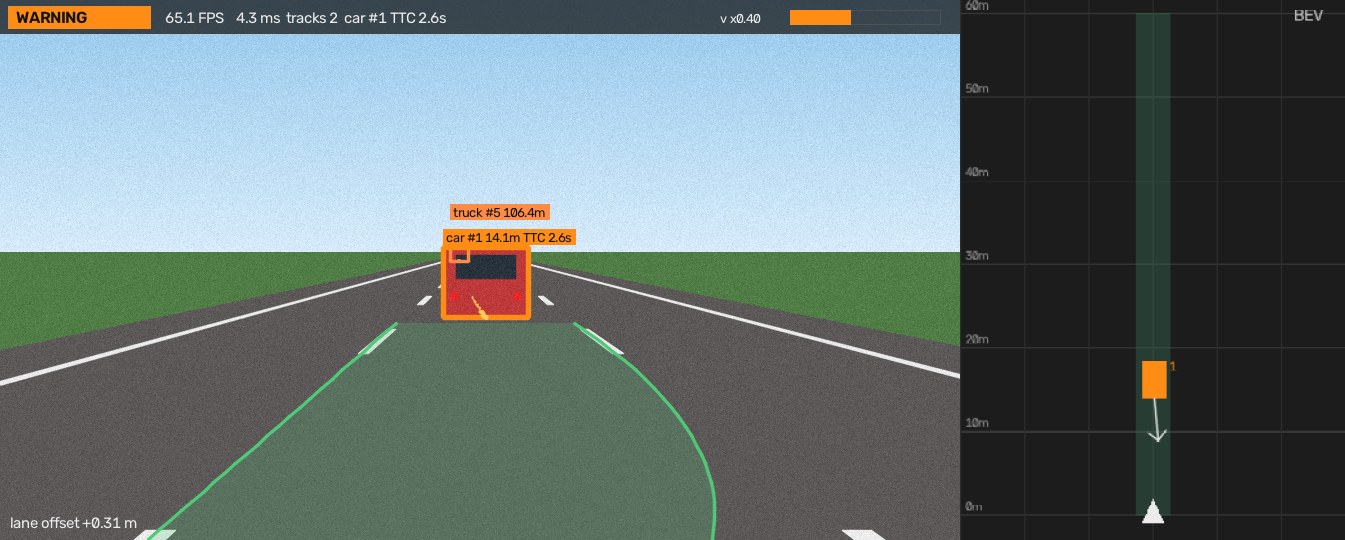 WARNING 65.1 FPS 4.3 ms tracks 2 car #1 TTC 2.6s v x0.40
60m
BEV
50m
40m
truck #5 106.4m
car #1 14.1m TTC 2.6s
30m
20m
1
10m
0m
lane offset +0.31 m